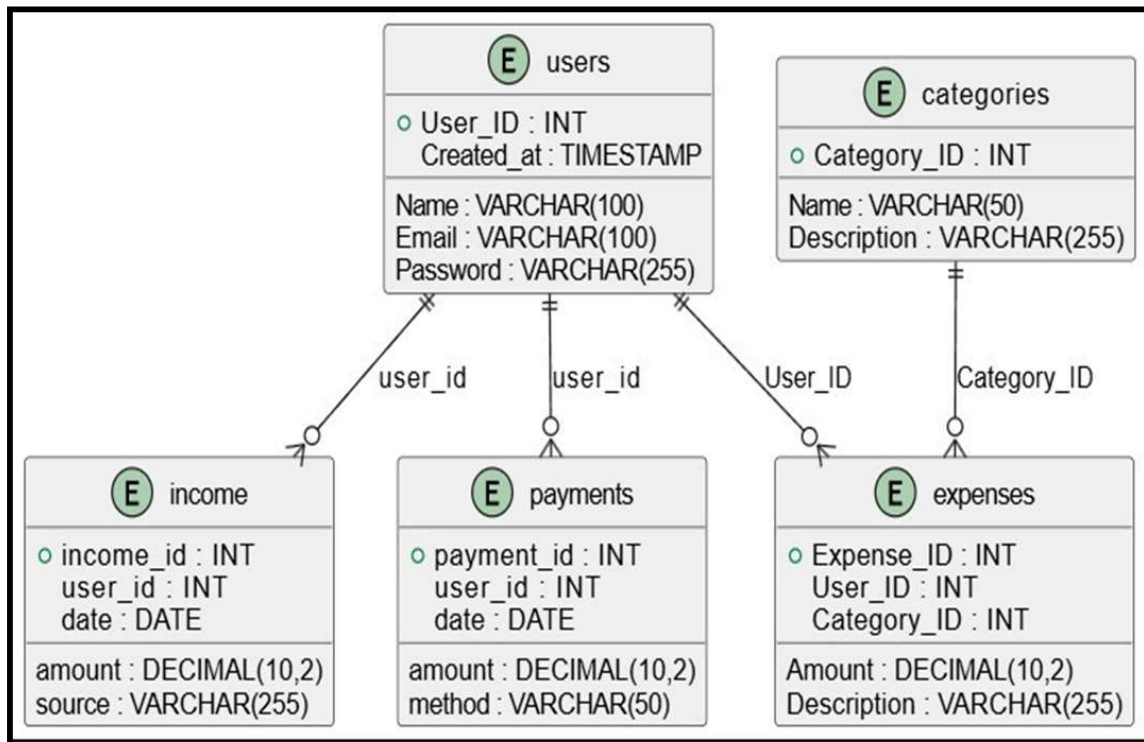 E users
User_ID : INT
Created_at : TIMESTAMP
Name : VARCHAR(100)
Email : VARCHAR(100)
Password : VARCHAR(255)
E categories
Category_ID : INT
Name : VARCHAR(50)
Description : VARCHAR(255)
user_id
user_id
User_ID
Category_ID
E income
income_id : INT
user_id : INT
date : DATE
amount : DECIMAL(10,2)
source : VARCHAR(255)
E payments
payment_id : INT
user_id : INT
date : DATE
amount : DECIMAL(10,2)
method : VARCHAR(50)
E expenses
Expense_ID : INT
User_ID : INT
Category_ID : INT
Amount : DECIMAL(10,2)
Description : VARCHAR(255)